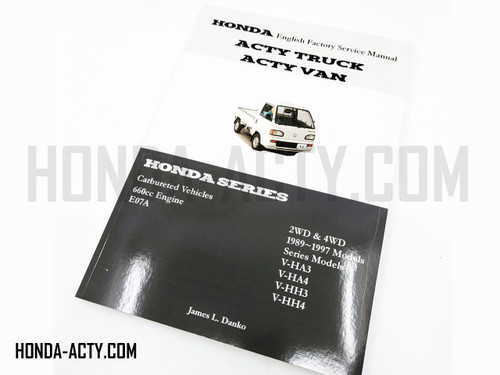 HONDA English Factory Service Manual
ACTY TRUCK
ACTY VAN
HONDA-ACTY.COM
HONDA SERIES
Carbureted Vehicles
660cc Engine
E07A
2WD & 4WD
1989~1997 Models
Series Models
V-HA3
V-HA4
V-HH3
V-HH4
James L. Danko
HONDA-ACTY.COM